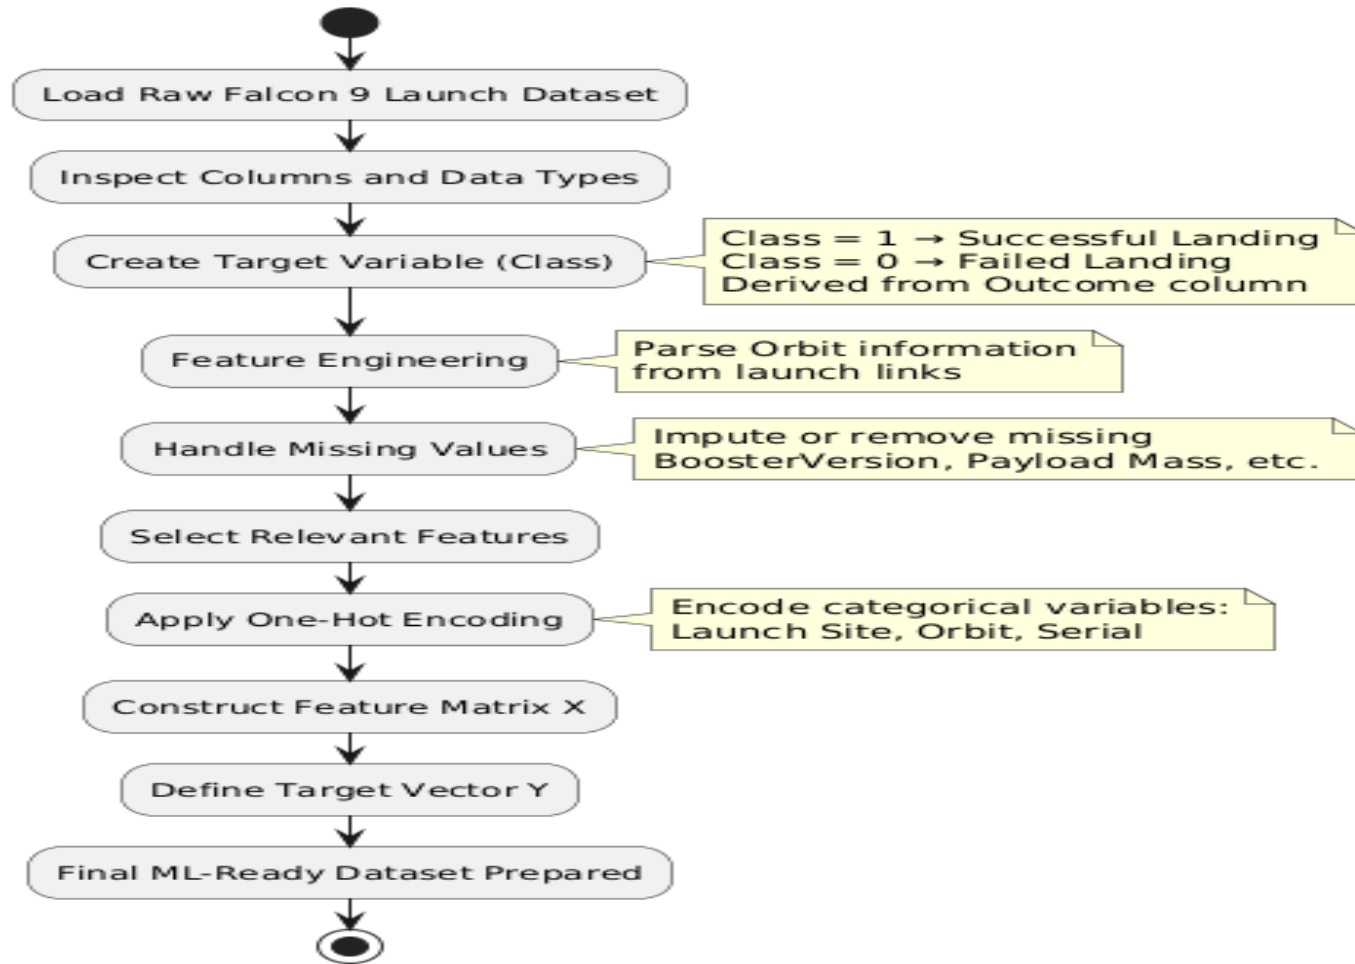 Load Raw Falcon 9 Launch Dataset
Inspect Columns and Data Types
Create Target Variable (Class)
Class = 1 → Successful Landing
Class = 0 → Failed Landing
Derived from Outcome column
Feature Engineering
Parse Orbit information
from launch links
Handle Missing Values
Impute or remove missing
BoosterVersion, Payload Mass, etc.
Select Relevant Features
Apply One-Hot Encoding
Encode categorical variables:
Launch Site, Orbit, Serial
Construct Feature Matrix X
Define Target Vector Y
Final ML-Ready Dataset Prepared